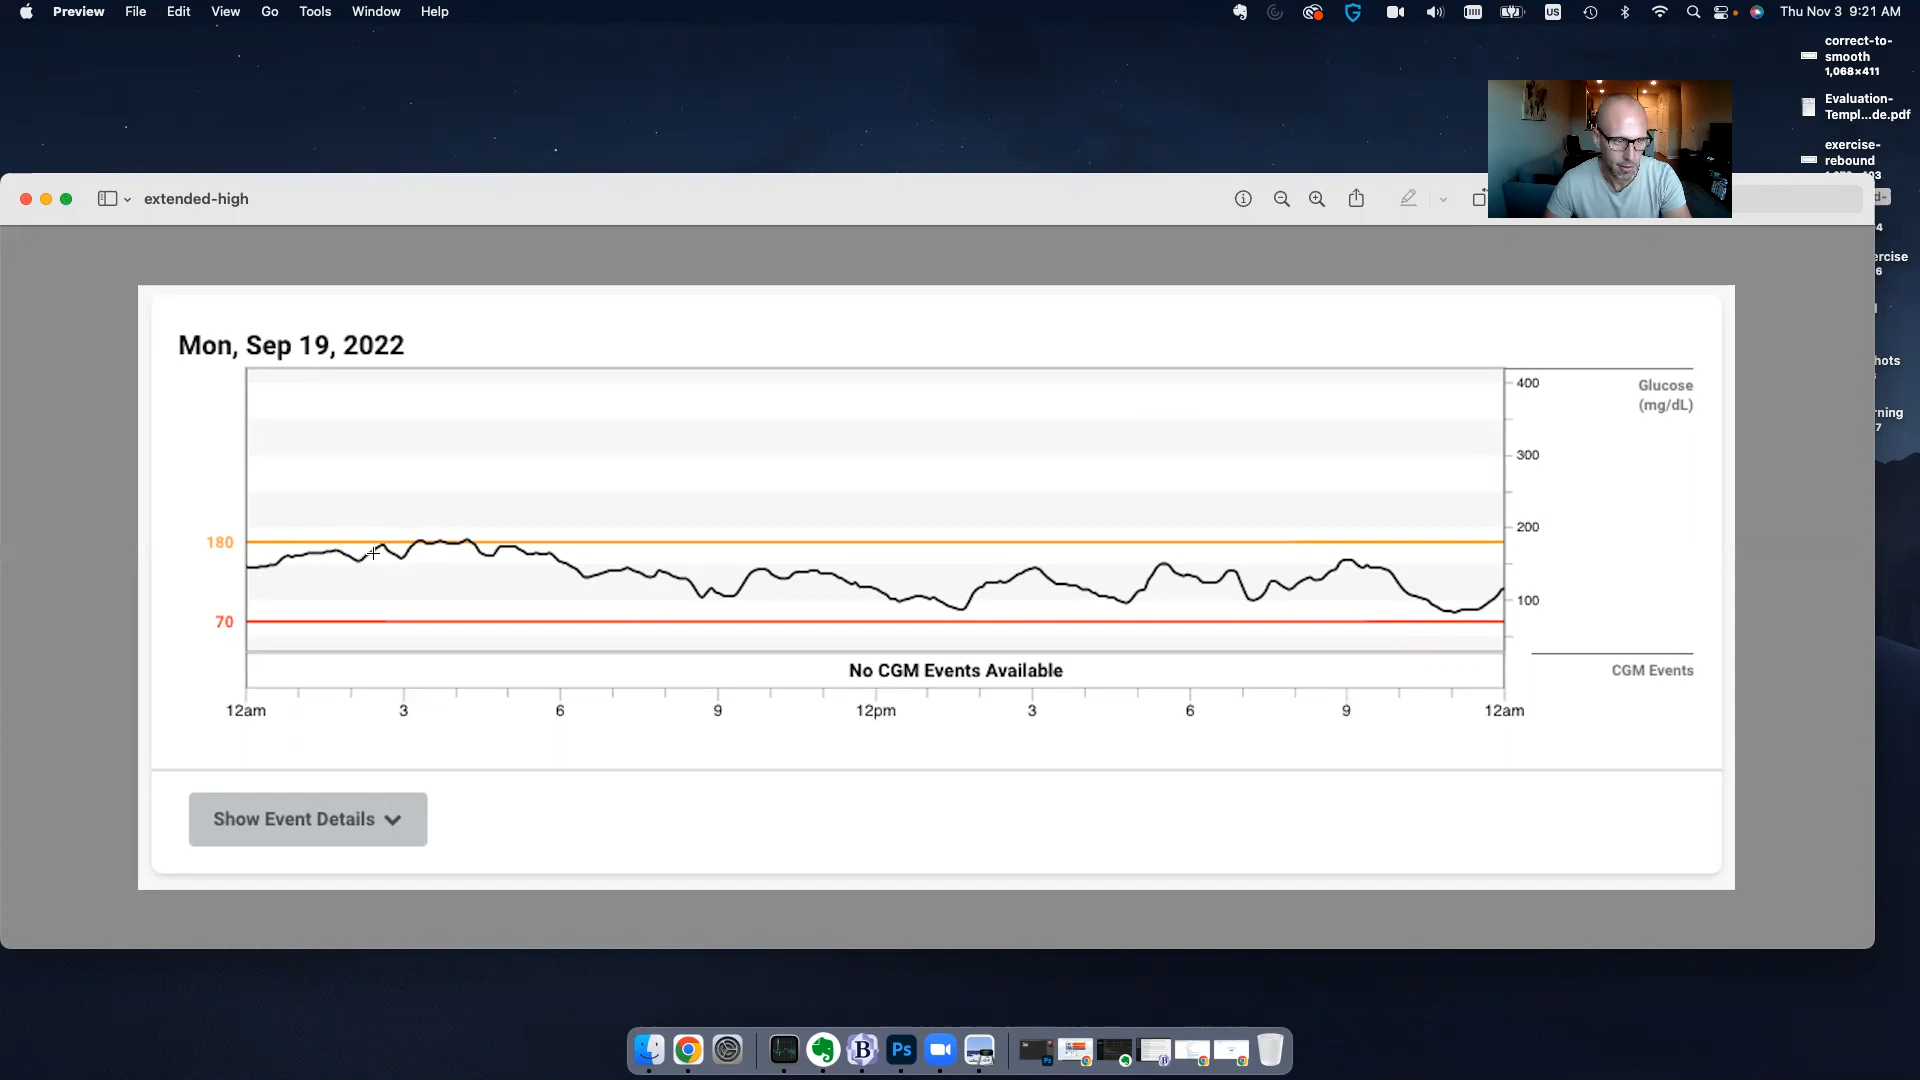 Preview File Edit View Go Tools Window Help
US Thu Nov 3 9:21 AM
correct-to-
smooth
1,068×411
Evaluation-
Templ...de.pdf
exercise-
rebound
extended-high
Mon, Sep 19, 2022
400
Glucose
(mg/dL)
300
200
180
100
70
No CGM Events Available
CGM Events
12am 3 6 9 12pm 3 6 9 12am
Show Event Details
B Ps